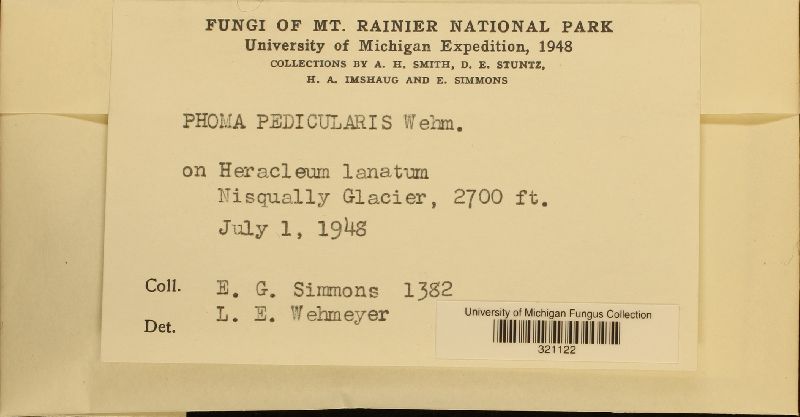 FUNGI OF MT. RAINIER NATIONAL PARK
University of Michigan Expedition, 1948
COLLECTIONS BY A. H. SMITH, D. E. STUNTZ,
H. A. IMSHAUG AND E. SIMMONS
PHOMA PEDICULARIS Wehm.
on Heracleum lanatum
Nisqually Glacier, 2700 ft.
July 1, 1948
Coll. E. G. Simmons 1382
Det. L. E. Wehmeyer
University of Michigan Fungus Collection
321122